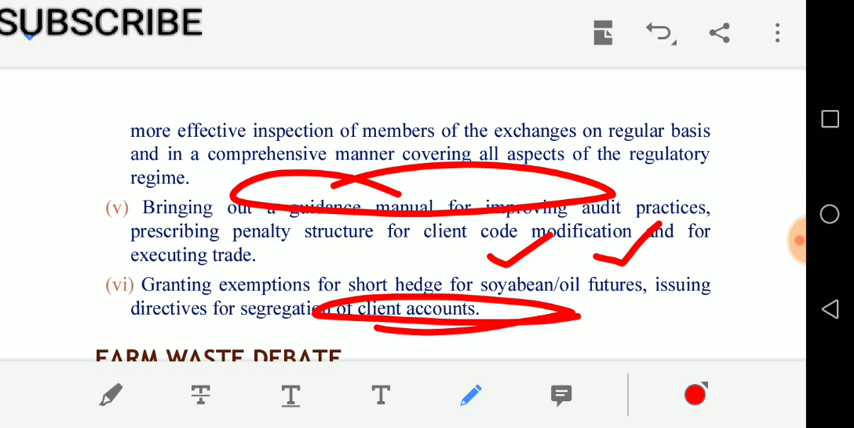 SUBSCRIBE
more effective inspection of members of the exchanges on regular basis
and in a comprehensive manner covering all aspects of the regulatory
regime.
(v) Bringing out a guidance manual for improving audit practices,
prescribing penalty structure for client code modification and for
executing trade.
(vi) Granting exemptions for short hedge for soyabean/oil futures, issuing
directives for segregation of client accounts.
FARM WASTE DEBATE